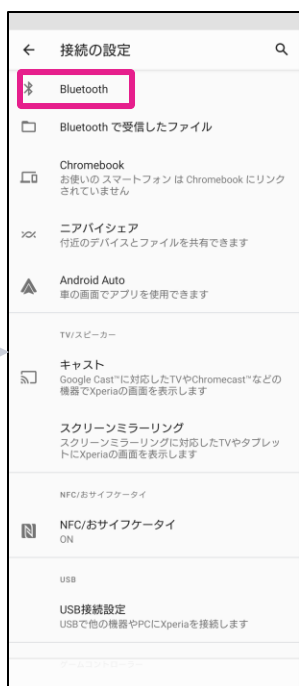 接続の設定
Bluetooth
Bluetooth で受信したファイル
Chromebook
お使いの スマートフォン は Chromebook にリンク
されていません
ニアバイシェア
付近のデバイスとファイルを共有できます
Android Auto
車の画面でアプリを使用できます
TV/スピーカー
キャスト
Google Cast™に対応したTVやChromecast™などの
機器でXperiaの画面を表示します
スクリーンミラーリング
スクリーンミラーリングに対応したTVやタブレッ
トにXperiaの画面を表示します
NFC/おサイフケータイ
NFC/おサイフケータイ
ON
USB
USB接続設定
USBで他の機器やPCにXperiaを接続します